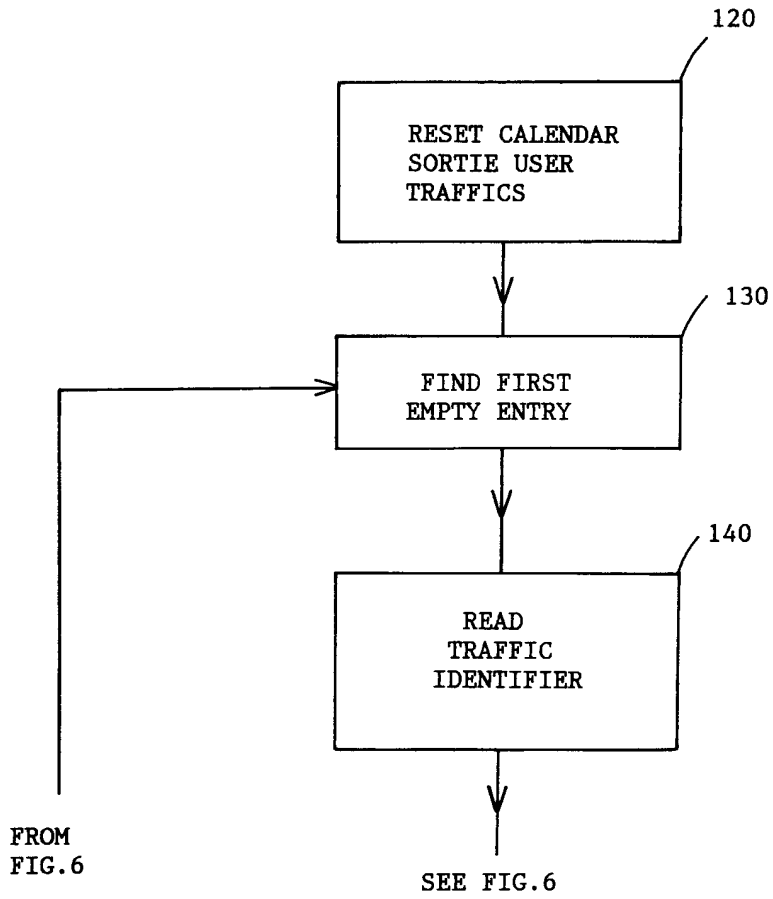 120
RESET CALENDAR
SORTIE USER
TRAFFICS
130
FIND FIRST
EMPTY ENTRY
140
READ
TRAFFIC
IDENTIFIER
FROM
FIG.6
SEE FIG.6